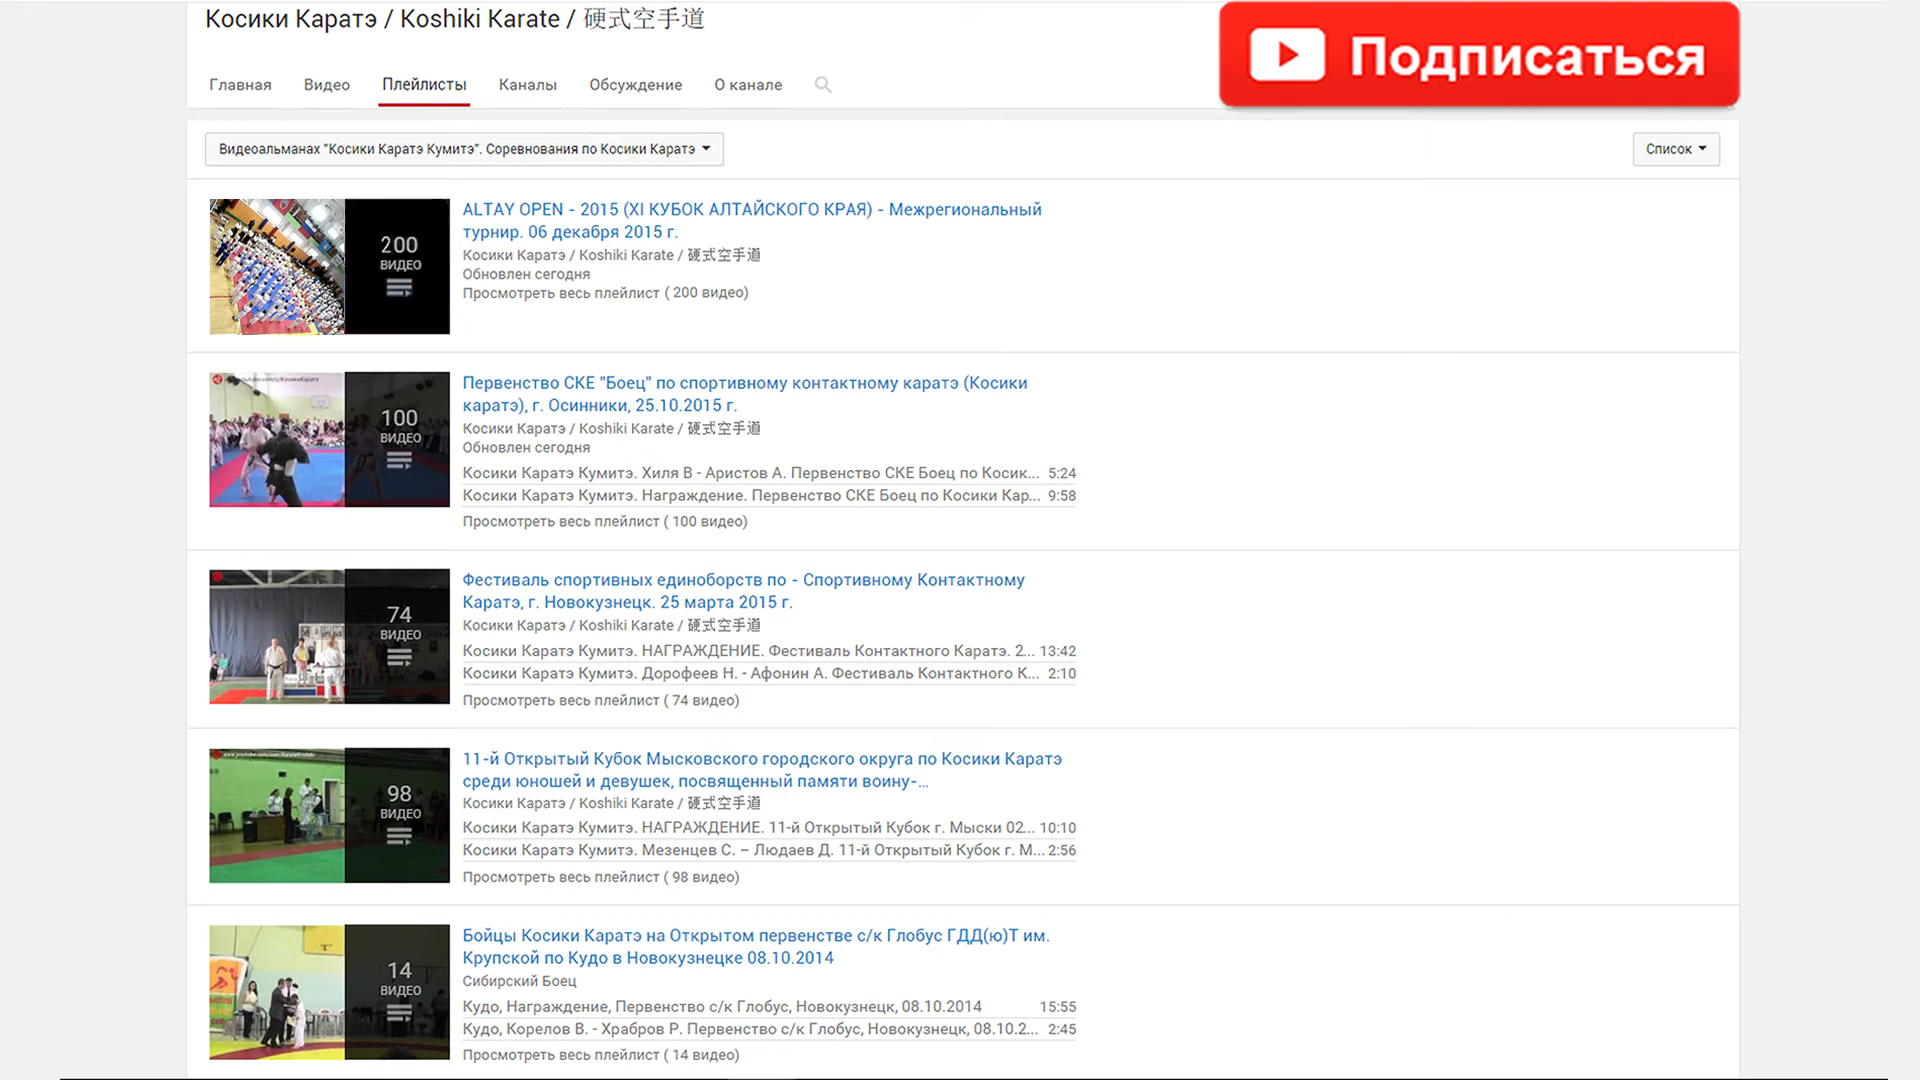 Косики Каратэ / Koshiki Karate / 硬式空手道
Подписаться
Главная Видео Плейлисты Каналы Обсуждение О канале
Видеоальманах "Косики Каратэ Кумитэ". Соревнования по Косики Каратэ
Список
200
ВИДЕО
ALTAY OPEN - 2015 (XI КУБОК АЛТАЙСКОГО КРАЯ) - Межрегиональный
турнир. 06 декабря 2015 г.
Косики Каратэ / Koshiki Karate / 硬式空手道
Обновлен сегодня
Просмотреть весь плейлист ( 200 видео)
100
ВИДЕО
Первенство СКЕ "Боец" по спортивному контактному каратэ (Косики
каратэ), г. Осинники, 25.10.2015 г.
Косики Каратэ / Koshiki Karate / 硬式空手道
Обновлен сегодня
Косики Каратэ Кумитэ. Хиля В - Аристов А. Первенство СКЕ Боец по Косик... 5:24
Косики Каратэ Кумитэ. Награждение. Первенство СКЕ Боец по Косики Кар... 9:58
Просмотреть весь плейлист ( 100 видео)
74
ВИДЕО
Фестиваль спортивных единоборств по - Спортивному Контактному
Каратэ, г. Новокузнецк. 25 марта 2015 г.
Косики Каратэ / Koshiki Karate / 硬式空手道
Косики Каратэ Кумитэ. НАГРАЖДЕНИЕ. Фестиваль Контактного Каратэ. 2... 13:42
Косики Каратэ Кумитэ. Дорофеев Н. - Афонин А. Фестиваль Контактного К... 2:10
Просмотреть весь плейлист ( 74 видео)
98
ВИДЕО
11-й Открытый Кубок Мысковского городского округа по Косики Каратэ
среди юношей и девушек, посвященный памяти воину-...
Косики Каратэ / Koshiki Karate / 硬式空手道
Косики Каратэ Кумитэ. НАГРАЖДЕНИЕ. 11-й Открытый Кубок г. Мыски 02... 10:10
Косики Каратэ Кумитэ. Мезенцев С. – Людаев Д. 11-й Открытый Кубок г. М... 2:56
Просмотреть весь плейлист ( 98 видео)
14
ВИДЕО
Бойцы Косики Каратэ на Открытом первенстве с/к Глобус ГДД(ю)Т им.
Крупской по Кудо в Новокузнецке 08.10.2014
Сибирский Боец
Кудо, Награждение, Первенство с/к Глобус, Новокузнецк, 08.10.2014 15:55
Кудо, Корелов В. - Храбров Р. Первенство с/к Глобус, Новокузнецк, 08.10.2... 2:45
Просмотреть весь плейлист ( 14 видео)